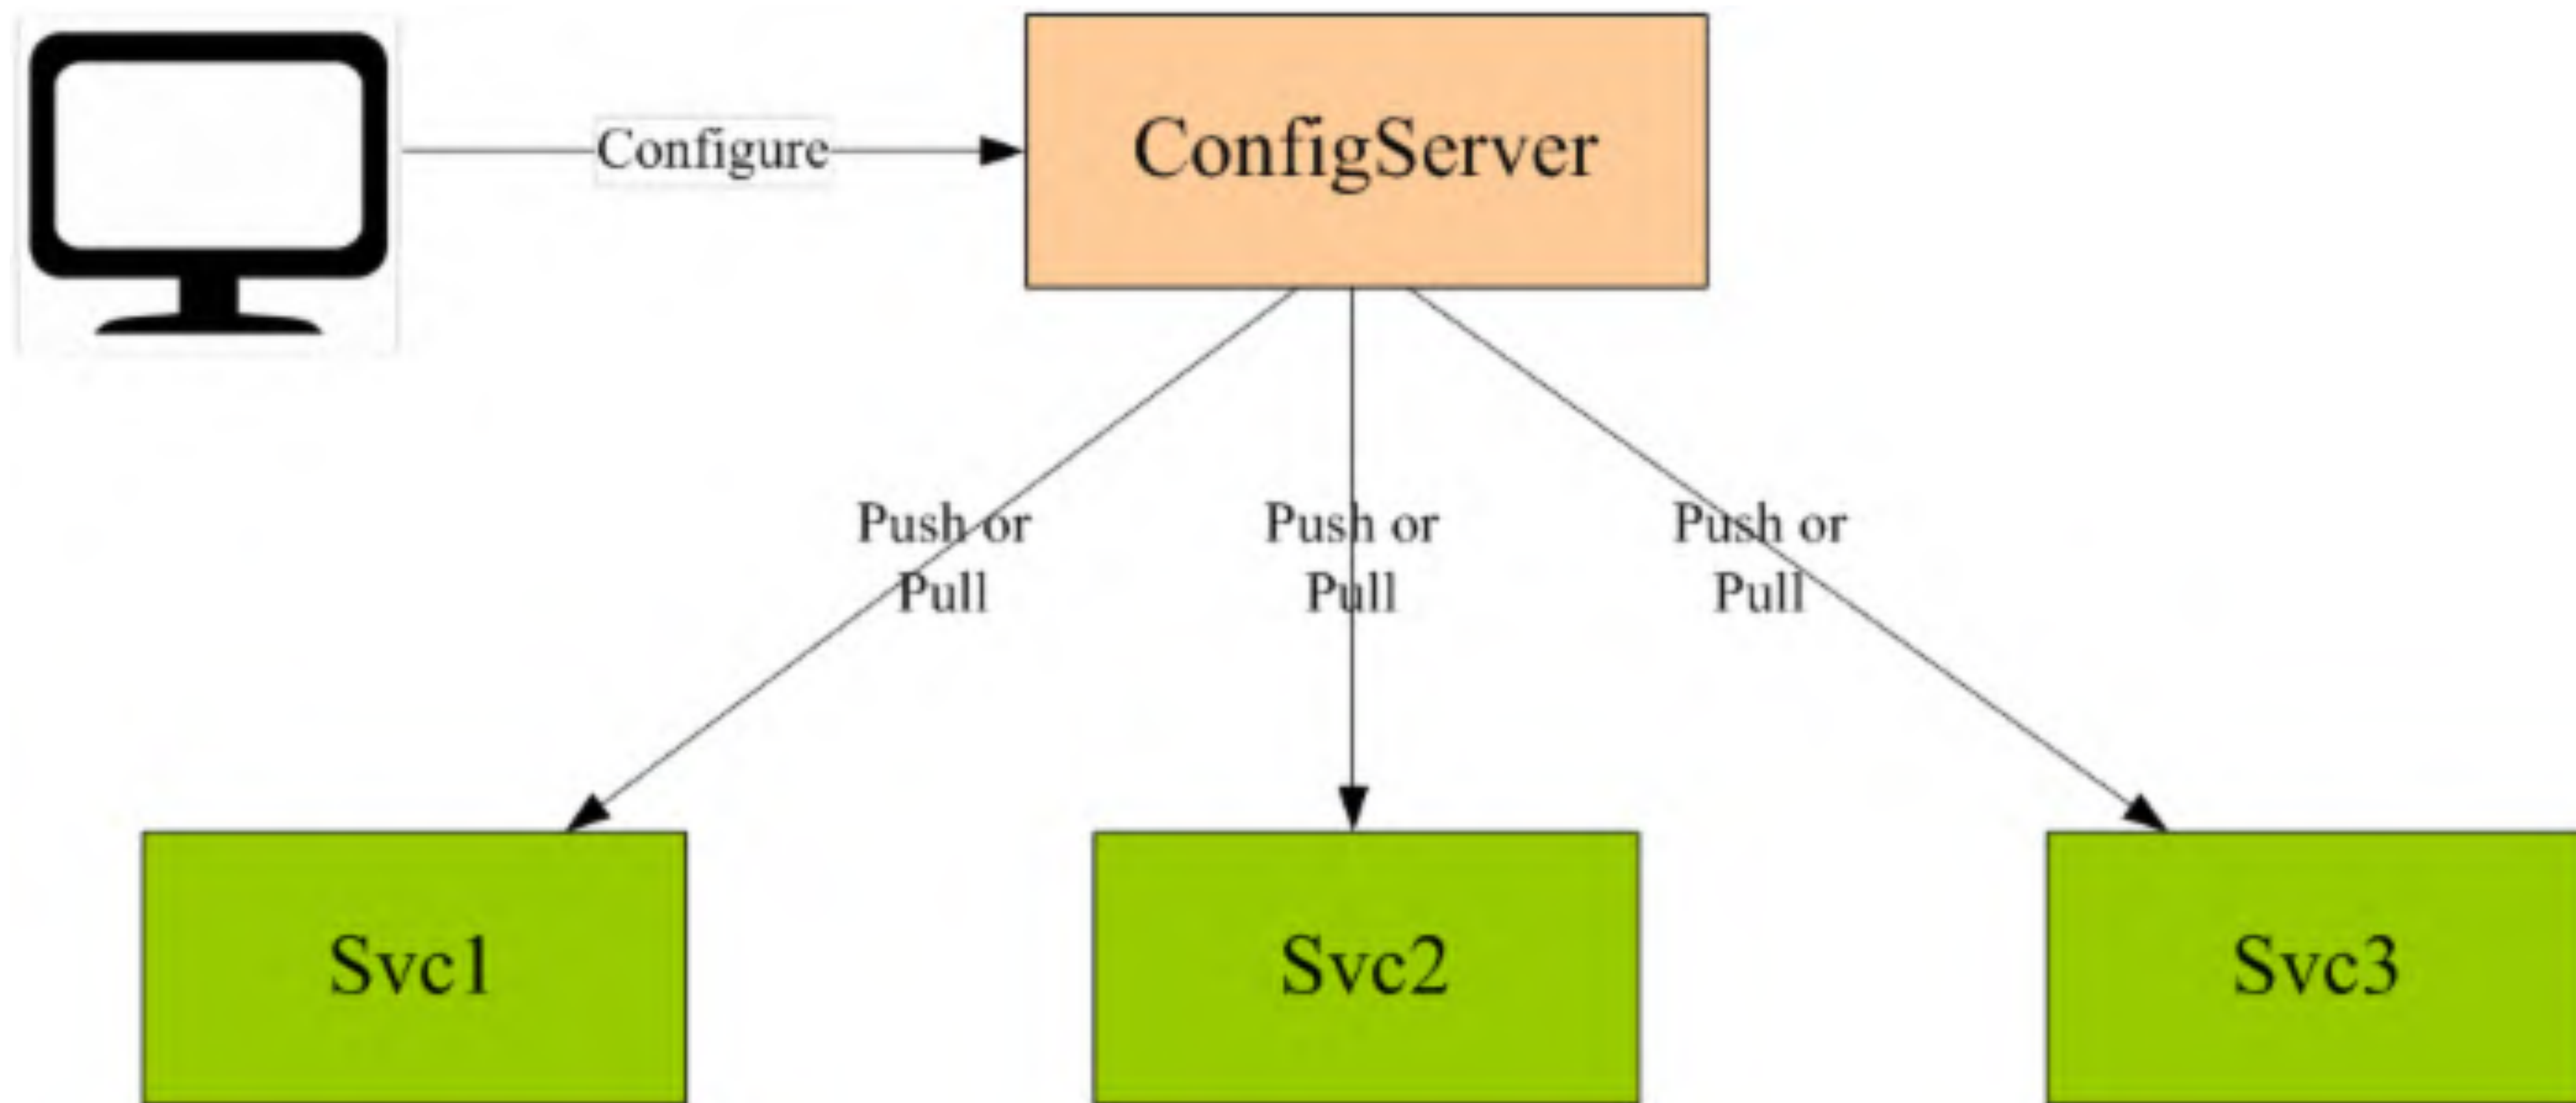 Configure
ConfigServer
Push or
Pull
Push or
Pull
Push or
Pull
Svc1
Svc2
Svc3